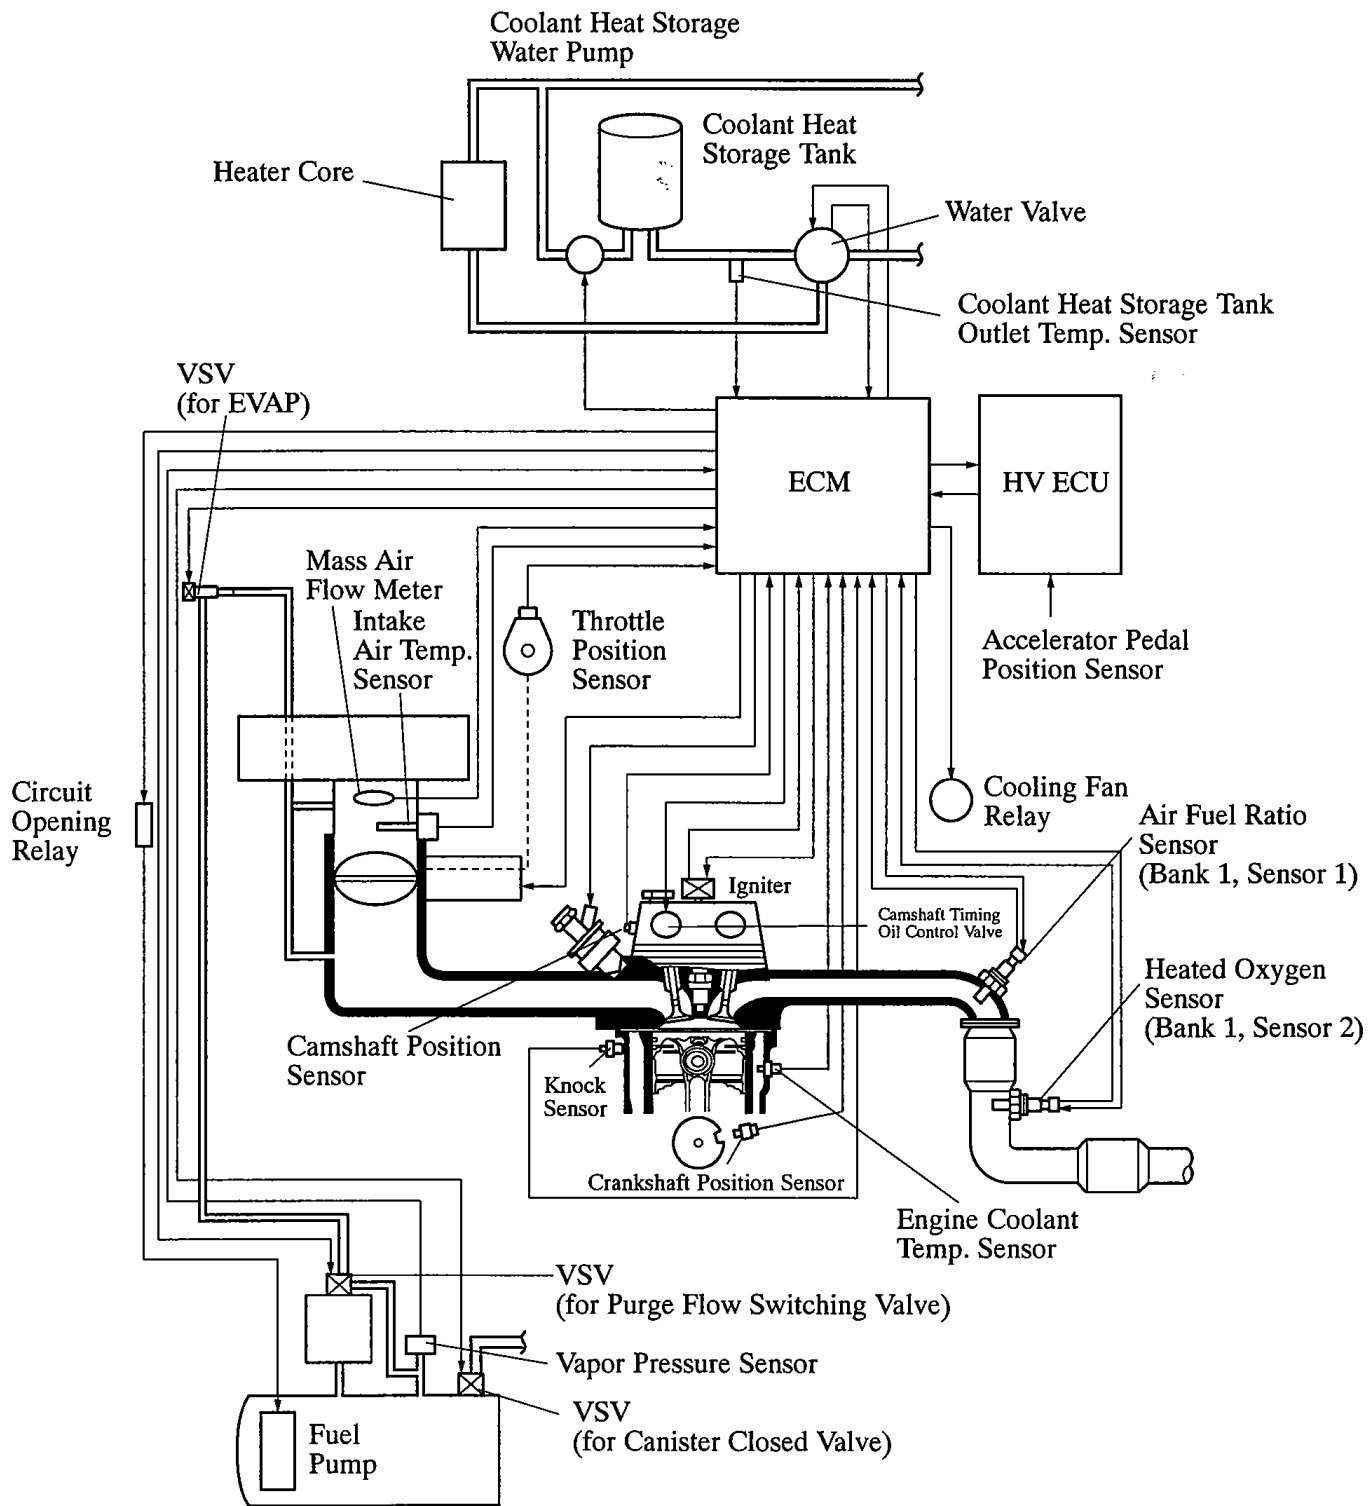 Coolant Heat Storage
Water Pump
Coolant Heat
Storage Tank
Heater Core
Water Valve
Coolant Heat Storage Tank
Outlet Temp. Sensor
VSV
(for EVAP)
ECM
HV ECU
Mass Air
Flow Meter
Intake
Air Temp.
Sensor
Throttle
Position
Sensor
Accelerator Pedal
Position Sensor
Circuit
Opening
Relay
Cooling Fan
Relay
Air Fuel Ratio
Sensor
(Bank 1, Sensor 1)
Igniter
Camshaft Timing
Oil Control Valve
Heated Oxygen
Sensor
(Bank 1, Sensor 2)
Camshaft Position
Sensor
Knock
Sensor
Crankshaft Position Sensor
Engine Coolant
Temp. Sensor
VSV
(for Purge Flow Switching Valve)
Vapor Pressure Sensor
VSV
(for Canister Closed Valve)
Fuel
Pump